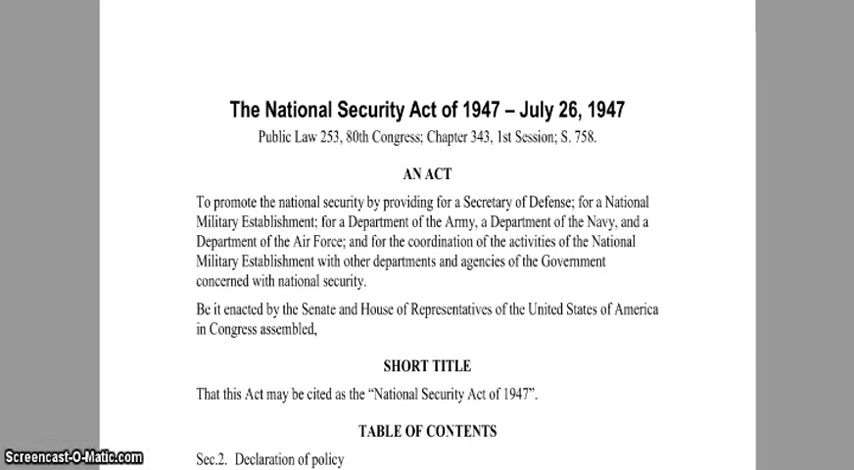 The National Security Act of 1947 – July 26, 1947
Public Law 253, 80th Congress; Chapter 343, 1st Session; S. 758.
AN ACT
To promote the national security by providing for a Secretary of Defense; for a National
Military Establishment; for a Department of the Army, a Department of the Navy, and a
Department of the Air Force; and for the coordination of the activities of the National
Military Establishment with other departments and agencies of the Government
concerned with national security.
Be it enacted by the Senate and House of Representatives of the United States of America
in Congress assembled,
SHORT TITLE
That this Act may be cited as the “National Security Act of 1947”.
TABLE OF CONTENTS
Sec.2. Declaration of policy
Screencast-O-Matic.com